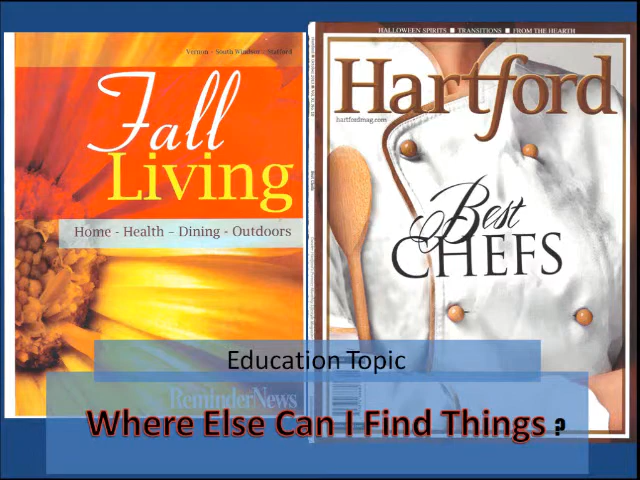 Vernon - South Windsor - Stafford
Fall
Living
Home - Health – Dining - Outdoors
ReminderNews
HALLOWEEN SPIRITS ■ TRANSITIONS ■ FROM THE HEARTH
Hartford
hartfordmag.com
Best
CHEFS
Education Topic
Where Else Can I Find Things ?